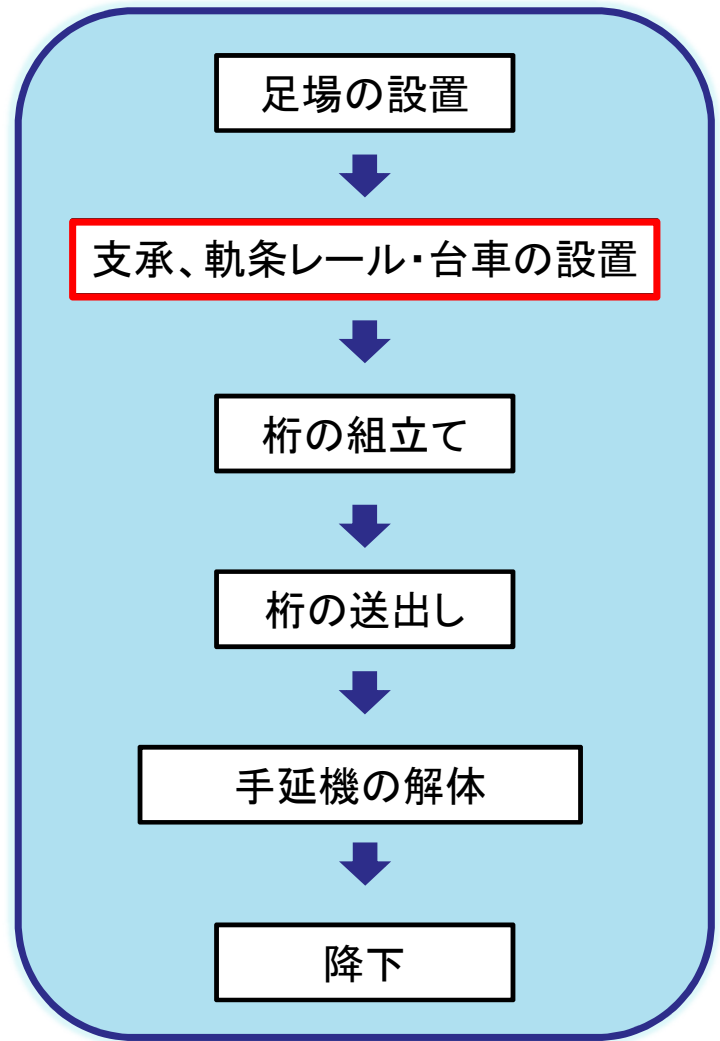 足場の設置
支承、軌条レール・台車の設置
桁の組立て
桁の送出し
手延機の解体
降下